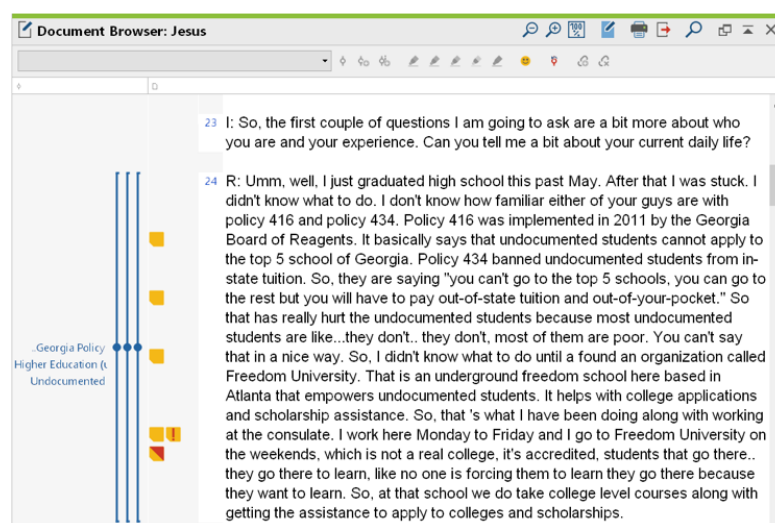 Document Browser: Jesus
100
%
23 I: So, the first couple of questions I am going to ask are a bit more about who
you are and your experience. Can you tell me a bit about your current daily life?
24 R: Umm, well, I just graduated high school this past May. After that I was stuck. I
didn't know what to do. I don't know how familiar either of your guys are with
policy 416 and policy 434. Policy 416 was implemented in 2011 by the Georgia
Board of Reagents. It basically says that undocumented students cannot apply to
the top 5 school of Georgia. Policy 434 banned undocumented students from in-
state tuition. So, they are saying "you can't go to the top 5 schools, you can go to
the rest but you will have to pay out-of-state tuition and out-of-your-pocket." So
that has really hurt the undocumented students because most undocumented
students are like...they don't.. they don't, most of them are poor. You can't say
that in a nice way. So, I didn't know what to do until a found an organization called
Freedom University. That is an underground freedom school here based in
Atlanta that empowers undocumented students. It helps with college applications
and scholarship assistance. So, that 's what I have been doing along with working
at the consulate. I work here Monday to Friday and I go to Freedom University on
the weekends, which is not a real college, it's accredited, students that go there..
they go there to learn, like no one is forcing them to learn they go there because
they want to learn. So, at that school we do take college level courses along with
getting the assistance to apply to colleges and scholarships.
..Georgia Policy
Higher Education (u
Undocumented